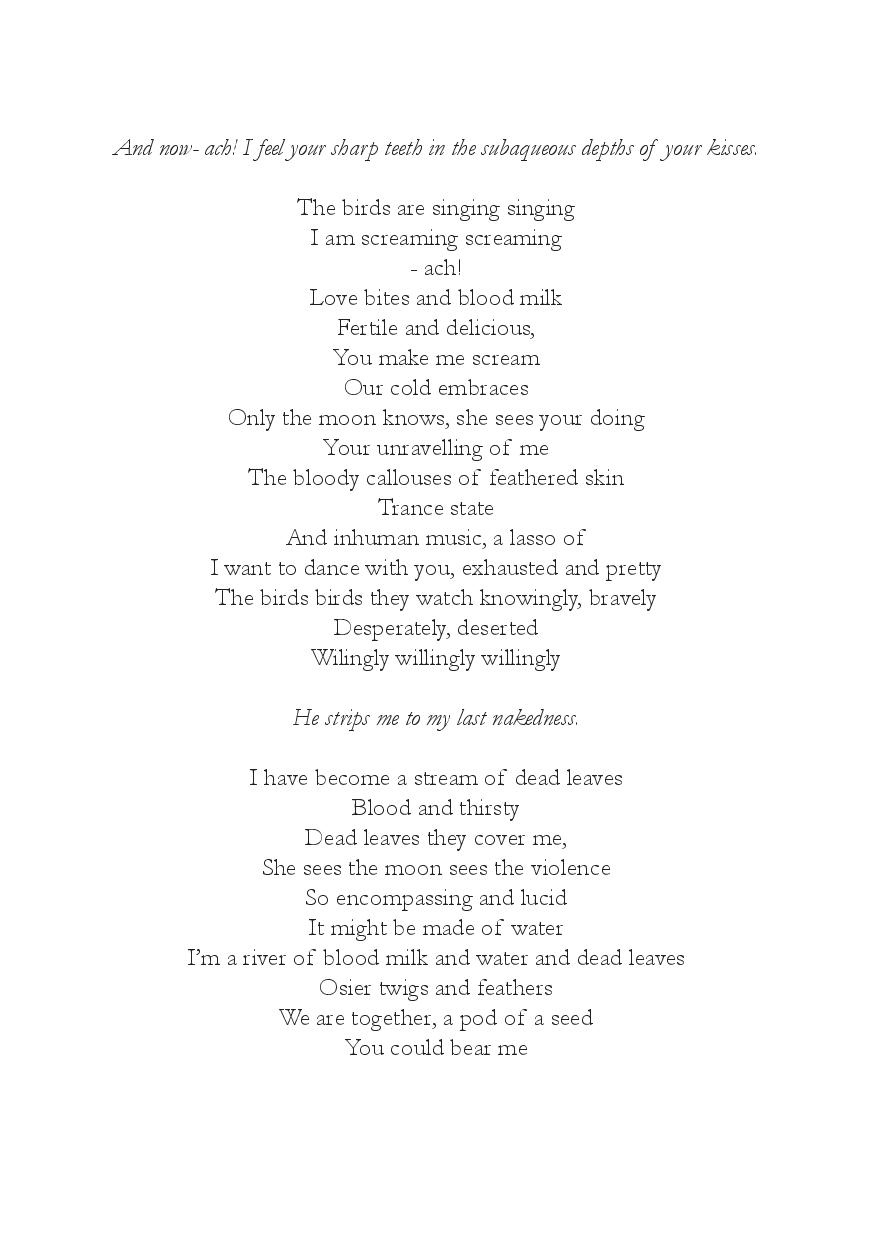 And now- ach! I feel your sharp teeth in the subaqueous depths of your kisses.
The birds are singing singing
I am screaming screaming
- ach!
Love bites and blood milk
Fertile and delicious,
You make me scream
Our cold embraces
Only the moon knows, she sees your doing
Your unravelling of me
The bloody callouses of feathered skin
Trance state
And inhuman music, a lasso of
I want to dance with you, exhausted and pretty
The birds birds they watch knowingly, bravely
Desperately, deserted
Wilingly willingly willingly
He strips me to my last nakedness.
I have become a stream of dead leaves
Blood and thirsty
Dead leaves they cover me,
She sees the moon sees the violence
So encompassing and lucid
It might be made of water
I'm a river of blood milk and water and dead leaves
Osier twigs and feathers
We are together, a pod of a seed
You could bear me